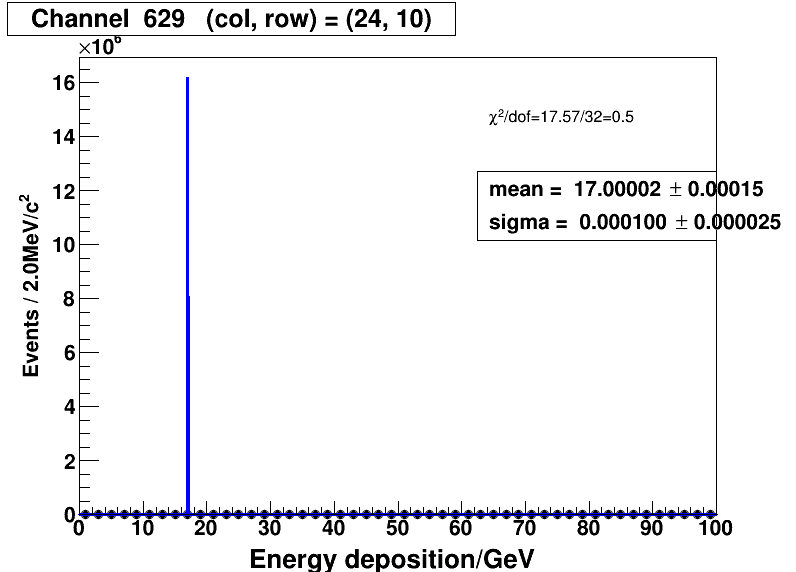 Channel 629 (col, row) = (24, 10)
×10⁶
16
14
12
10
8
6
4
2
0
Events / 2.0MeV/c²
χ²/dof=17.57/32=0.5
mean = 17.00002 ± 0.00015
sigma = 0.000100 ± 0.000025
0 10 20 30 40 50 60 70 80 90 100
Energy deposition/GeV